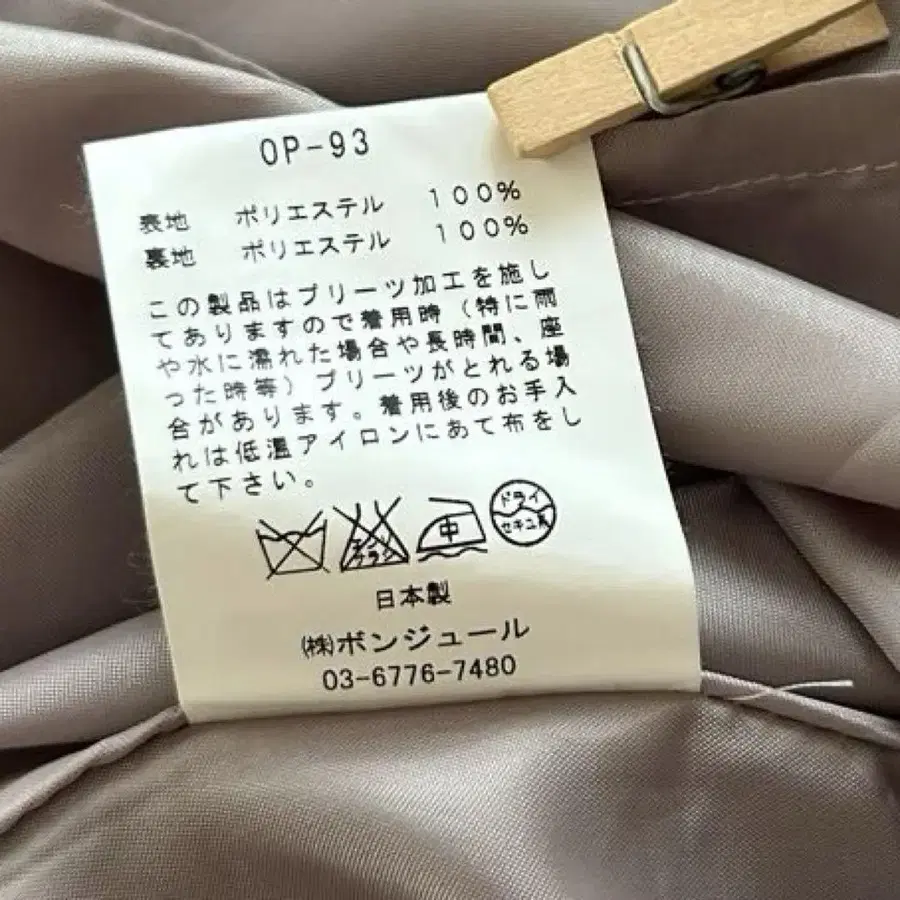 OP-93
表地 ポリエステル 100%
裏地 ポリエステル 100%
この製品はプリーツ加工を施し
てありますので着用時（特に雨
や水に濡れた場合や長時間、座
った時等）プリーツがとれる場
合があります。着用後のお手入
れは低温アイロンにあて布をし
て下さい。
エンソ
サラシ
中
ドライ
セキユ系
日本製
㈱ボンジュール
03-6776-7480